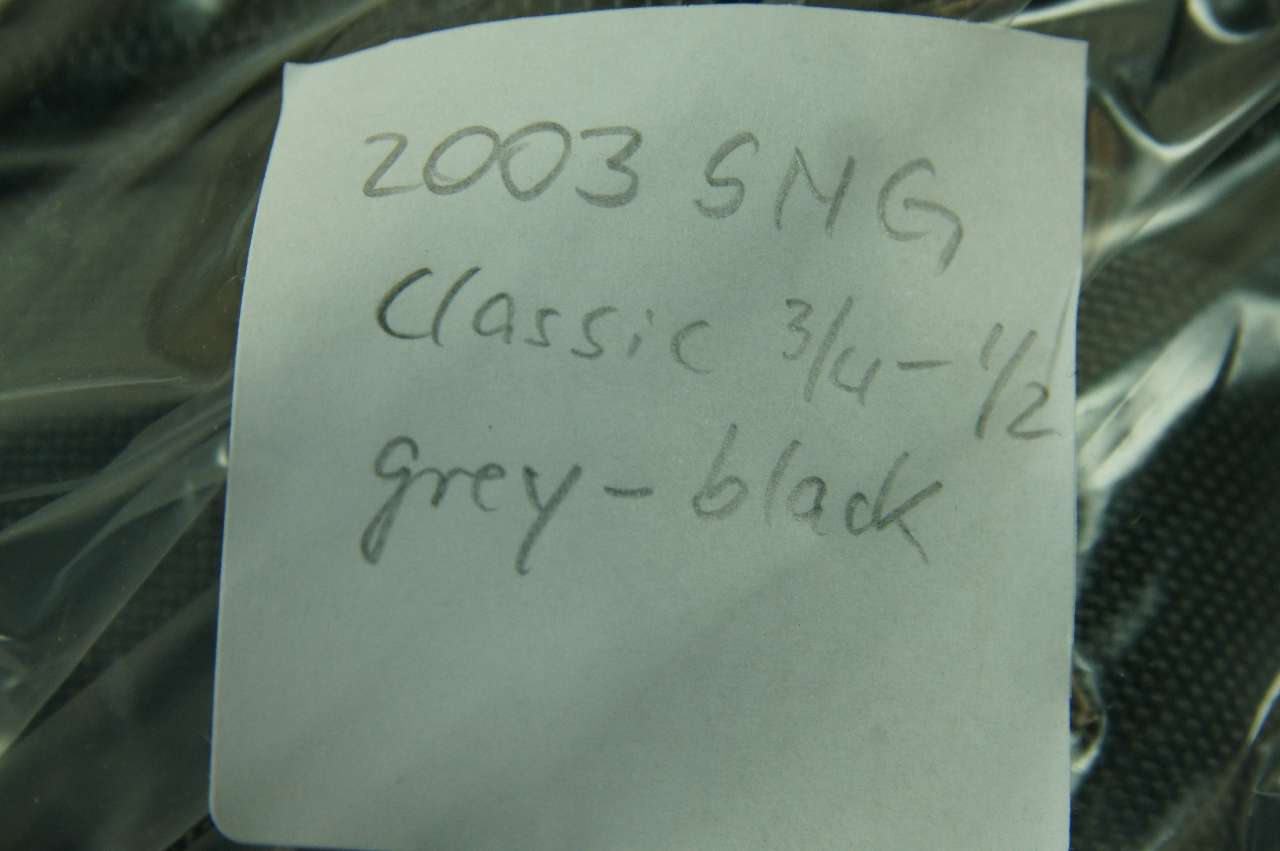 2003 SMG
Classic 3/4-1/2
grey-black